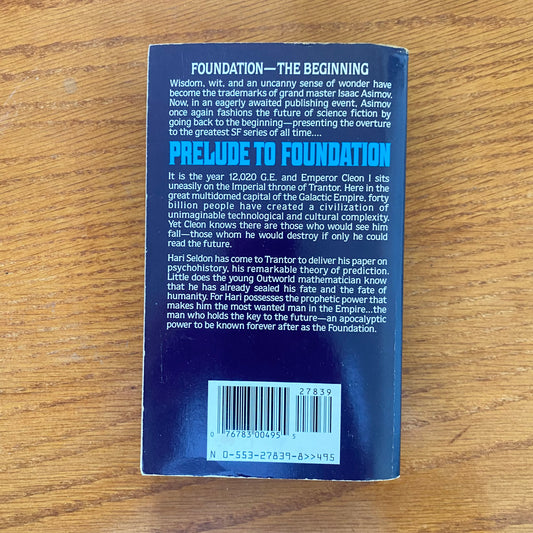 FOUNDATION—THE BEGINNING
Wisdom, wit, and an uncanny sense of wonder have
become the trademarks of grand master Isaac Asimov.
Now, in an eagerly awaited publishing event, Asimov
once again fashions the future of science fiction by
going back to the beginning—presenting the overture
to the greatest SF series of all time....
PRELUDE TO FOUNDATION
It is the year 12,020 G.E. and Emperor Cleon I sits
uneasily on the Imperial throne of Trantor. Here in the
great multidomed capital of the Galactic Empire, forty
billion people have created a civilization of
unimaginable technological and cultural complexity.
Yet Cleon knows there are those who would see him
fall—those whom he would destroy if only he could
read the future.
Hari Seldon has come to Trantor to deliver his paper on
psychohistory, his remarkable theory of prediction.
Little does the young Outworld mathematician know
that he has already sealed his fate and the fate of
humanity. For Hari possesses the prophetic power that
makes him the most wanted man in the Empire...the
man who holds the key to the future—an apocalyptic
power to be known forever after as the Foundation.
27839
0 76783 00495 5
N 0-553-27839-8>>495